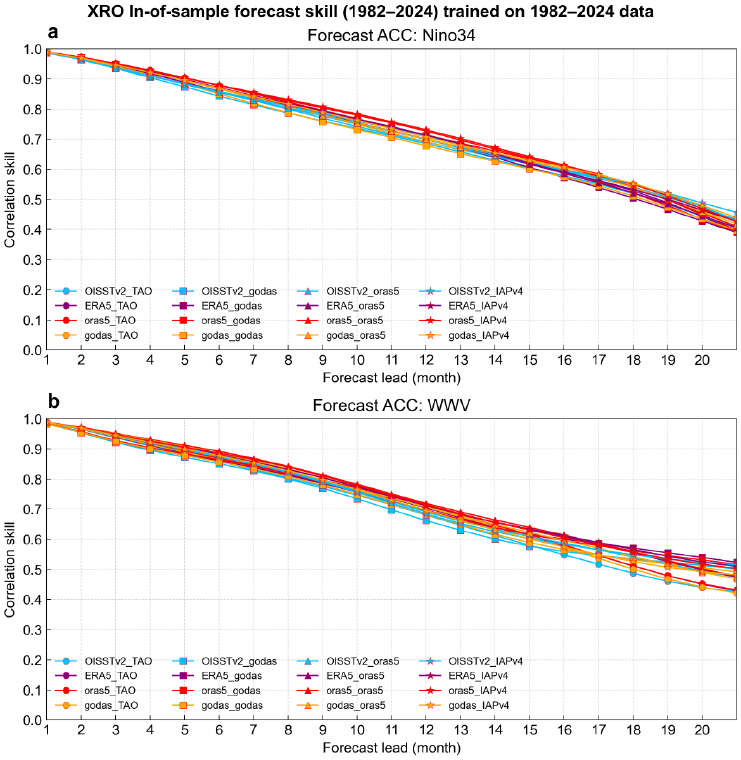 XRO In-of-sample forecast skill (1982–2024) trained on 1982–2024 data
a
Forecast ACC: Nino34
1.0
0.9
0.8
0.7
0.6
0.5
0.4
0.3
0.2
0.1
0.0
Correlation skill
OISSTv2_TAO OISSTv2_godas OISSTv2_oras5 OISSTv2_IAPv4
ERA5_TAO ERA5_godas ERA5_oras5 ERA5_IAPv4
oras5_TAO oras5_godas oras5_oras5 oras5_IAPv4
godas_TAO godas_godas godas_oras5 godas_IAPv4
1 2 3 4 5 6 7 8 9 10 11 12 13 14 15 16 17 18 19 20
Forecast lead (month)
b
Forecast ACC: WWV
1.0
0.9
0.8
0.7
0.6
0.5
0.4
0.3
0.2
0.1
0.0
Correlation skill
OISSTv2_TAO OISSTv2_godas OISSTv2_oras5 OISSTv2_IAPv4
ERA5_TAO ERA5_godas ERA5_oras5 ERA5_IAPv4
oras5_TAO oras5_godas oras5_oras5 oras5_IAPv4
godas_TAO godas_godas godas_oras5 godas_IAPv4
1 2 3 4 5 6 7 8 9 10 11 12 13 14 15 16 17 18 19 20
Forecast lead (month)